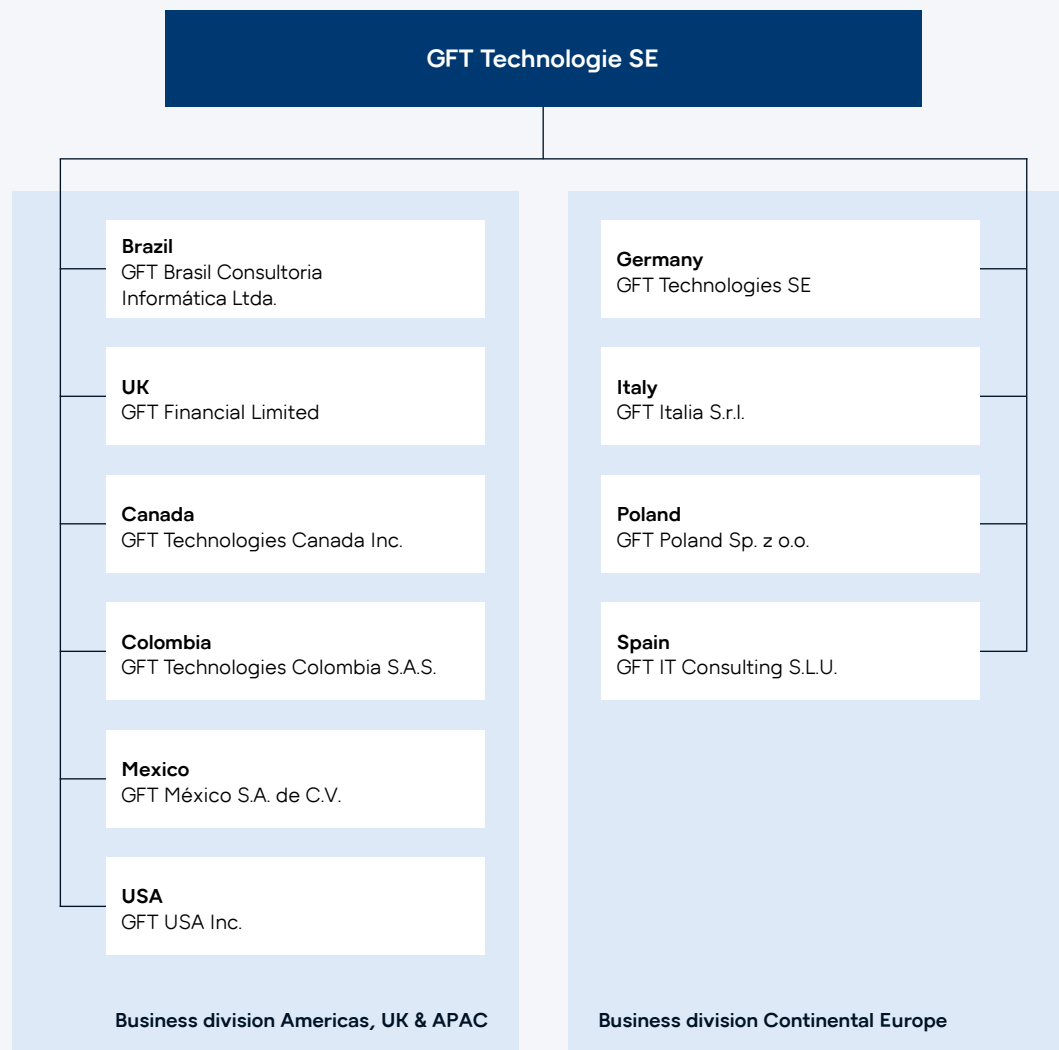 GFT Technologie SE
Brazil
GFT Brasil Consultoria
Informática Ltda.
UK
GFT Financial Limited
Canada
GFT Technologies Canada Inc.
Colombia
GFT Technologies Colombia S.A.S.
Mexico
GFT México S.A. de C.V.
USA
GFT USA Inc.
Business division Americas, UK & APAC
Germany
GFT Technologies SE
Italy
GFT Italia S.r.l.
Poland
GFT Poland Sp. z o.o.
Spain
GFT IT Consulting S.L.U.
Business division Continental Europe